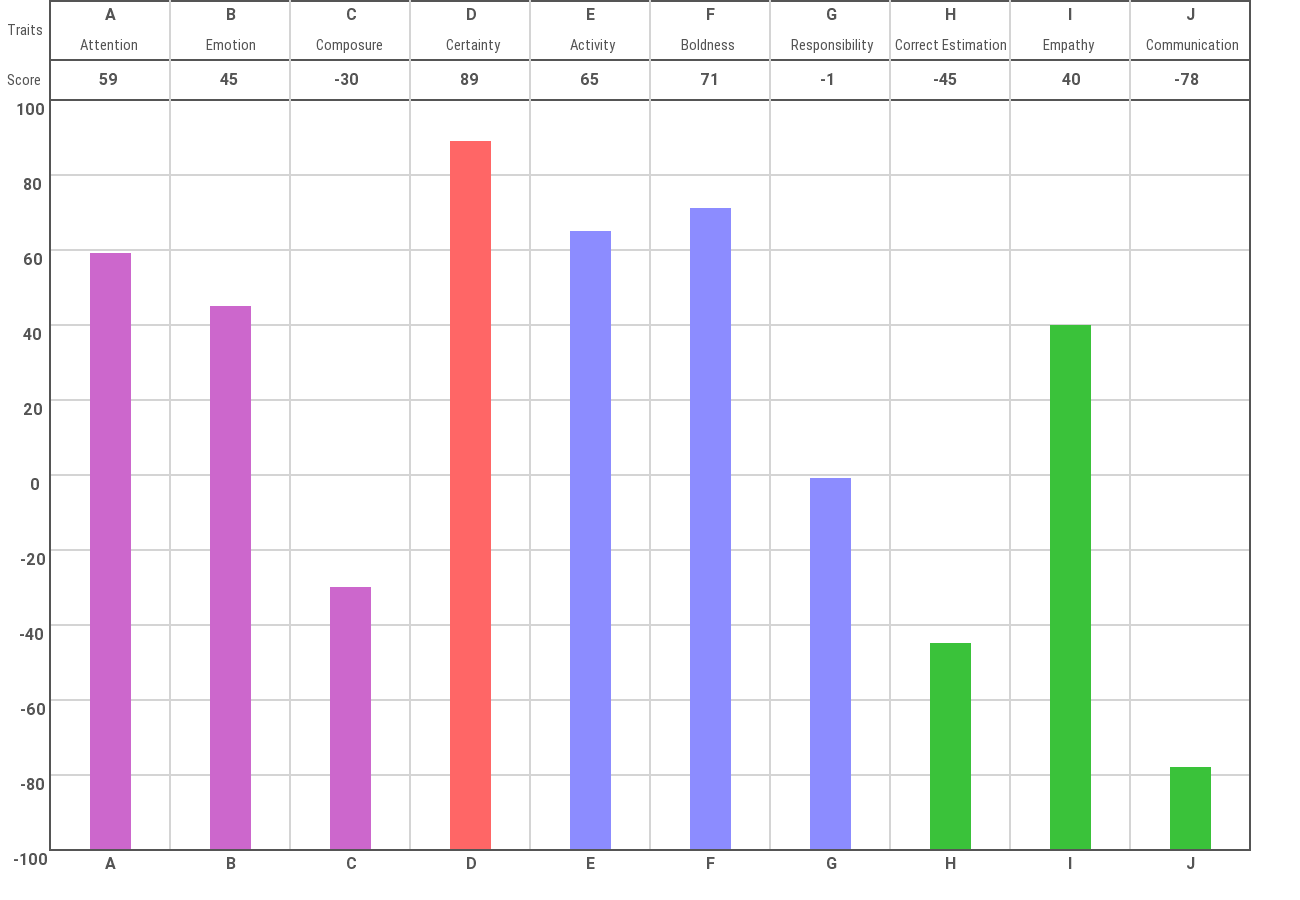 A B C D E F G H I J
Traits
Attention Emotion Composure Certainty Activity Boldness Responsibility Correct Estimation Empathy Communication
Score 59 45 -30 89 65 71 -1 -45 40 -78
100
80
60
40
20
0
-20
-40
-60
-80
-100
A B C D E F G H I J